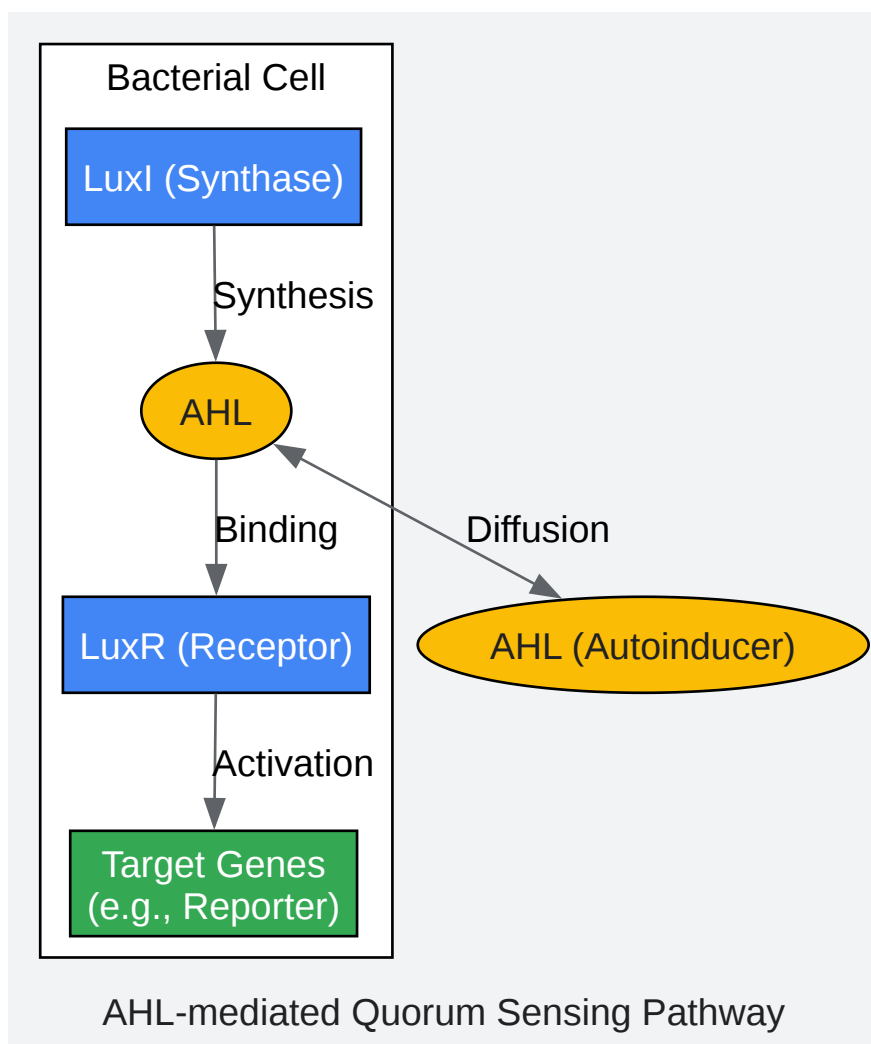 Bacterial Cell
LuxI (Synthase)
Synthesis
AHL
Binding
Diffusion
LuxR (Receptor)
AHL (Autoinducer)
Activation
Target Genes
(e.g., Reporter)
AHL-mediated Quorum Sensing Pathway